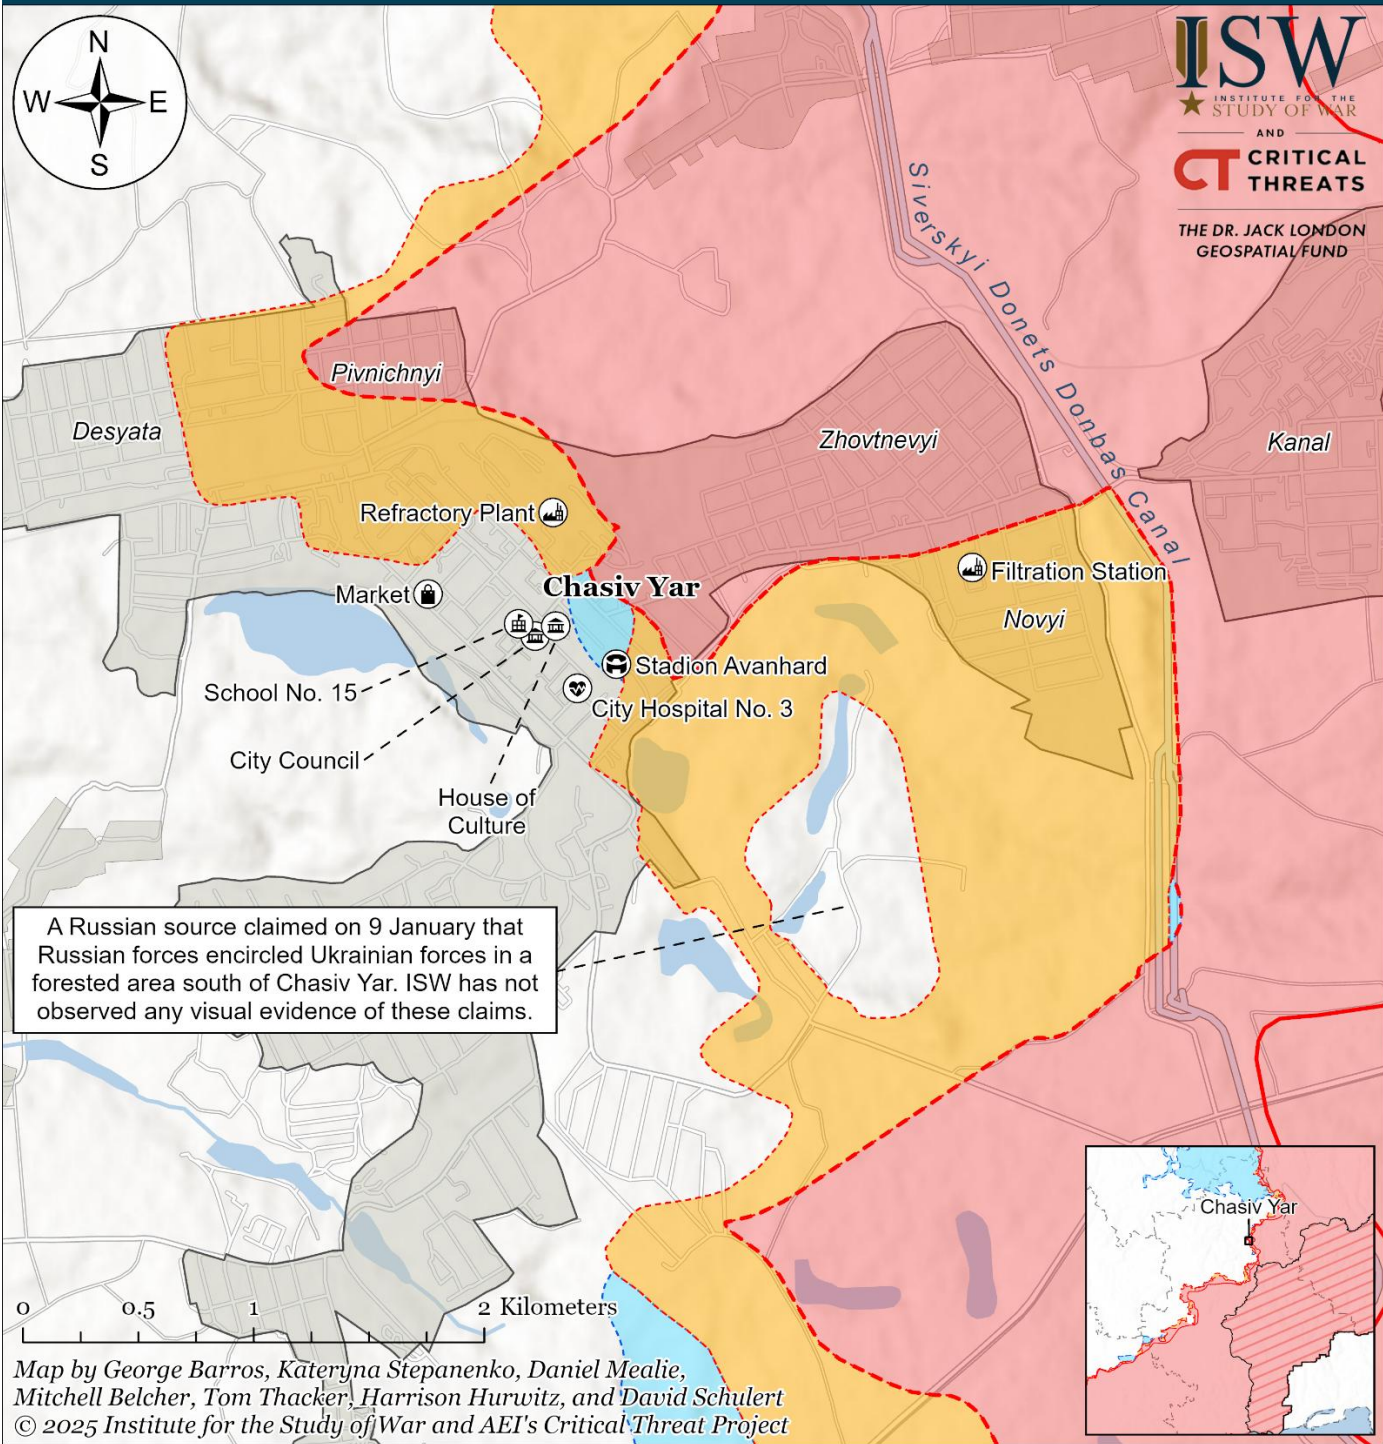 N
W
E
S
ISW
INSTITUTE FOR THE
STUDY OF WAR
AND
CT CRITICAL
THREATS
THE DR. JACK LONDON
GEOSPATIAL FUND
Siverskyi Donets Donbas Canal
Pivnichnyi
Desyata
Zhovtnevyi
Kanal
Refractory Plant
Filtration Station
Chasiv Yar
Market
Novyi
Stadion Avanhard
School No. 15
City Hospital No. 3
City Council
House of
Culture
A Russian source claimed on 9 January that
Russian forces encircled Ukrainian forces in a
forested area south of Chasiv Yar. ISW has not
observed any visual evidence of these claims.
Chasiv Yar
0 0.5 1 2 Kilometers
Map by George Barros, Kateryna Stepanenko, Daniel Mealie,
Mitchell Belcher, Tom Thacker, Harrison Hurwitz, and David Schulert
© 2025 Institute for the Study of War and AEI's Critical Threat Project